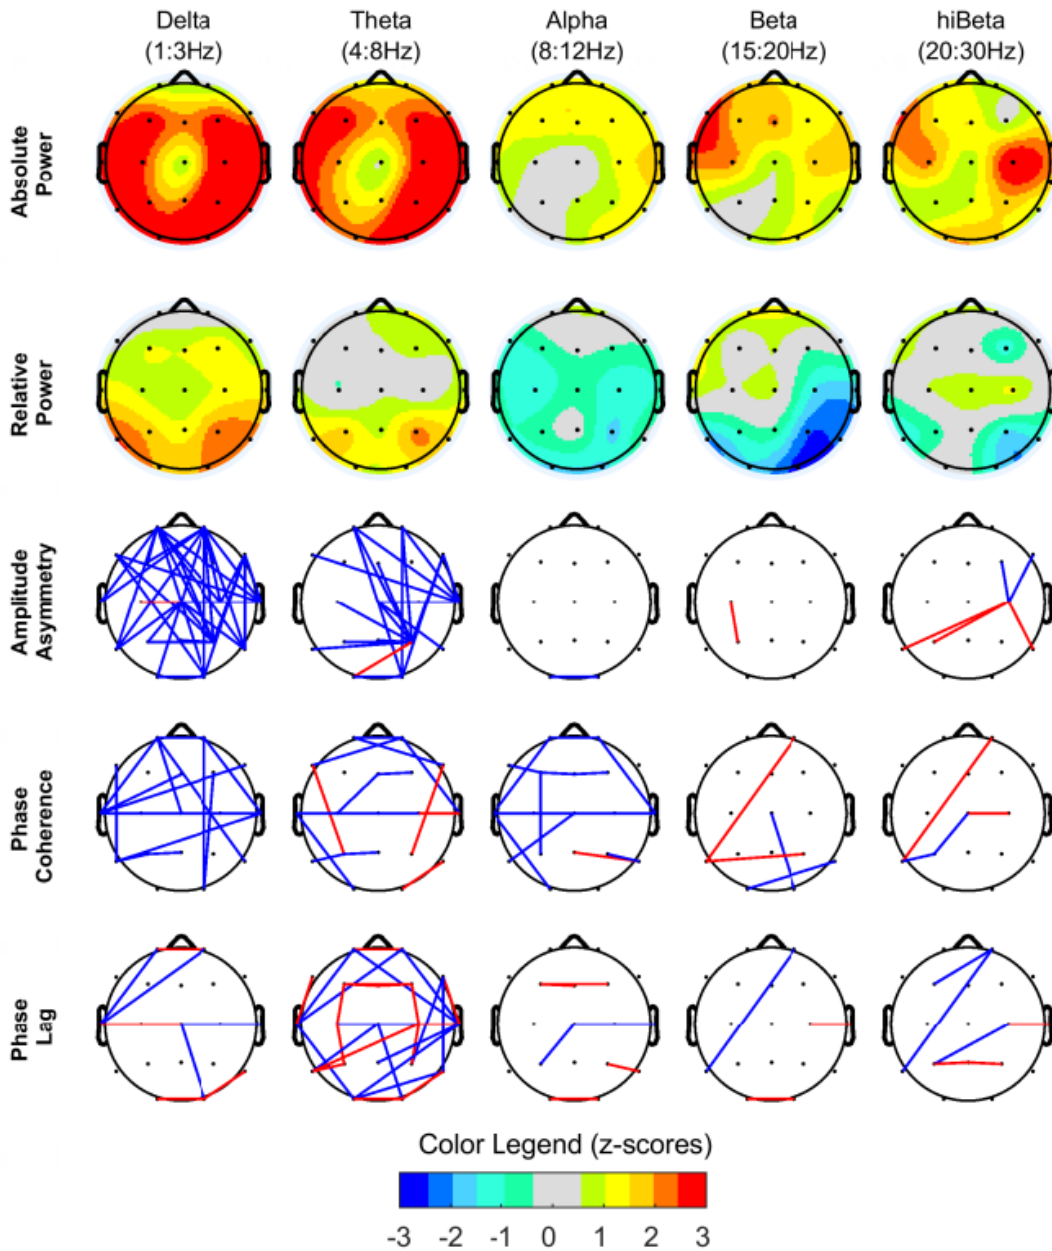 Delta
(1:3Hz)
Theta
(4:8Hz)
Alpha
(8:12Hz)
Beta
(15:20Hz)
hiBeta
(20:30Hz)
Absolute
Power
Relative
Power
Amplitude
Asymmetry
Phase
Coherence
Phase
Lag
Color Legend (z-scores)
-3 -2 -1 0 1 2 3